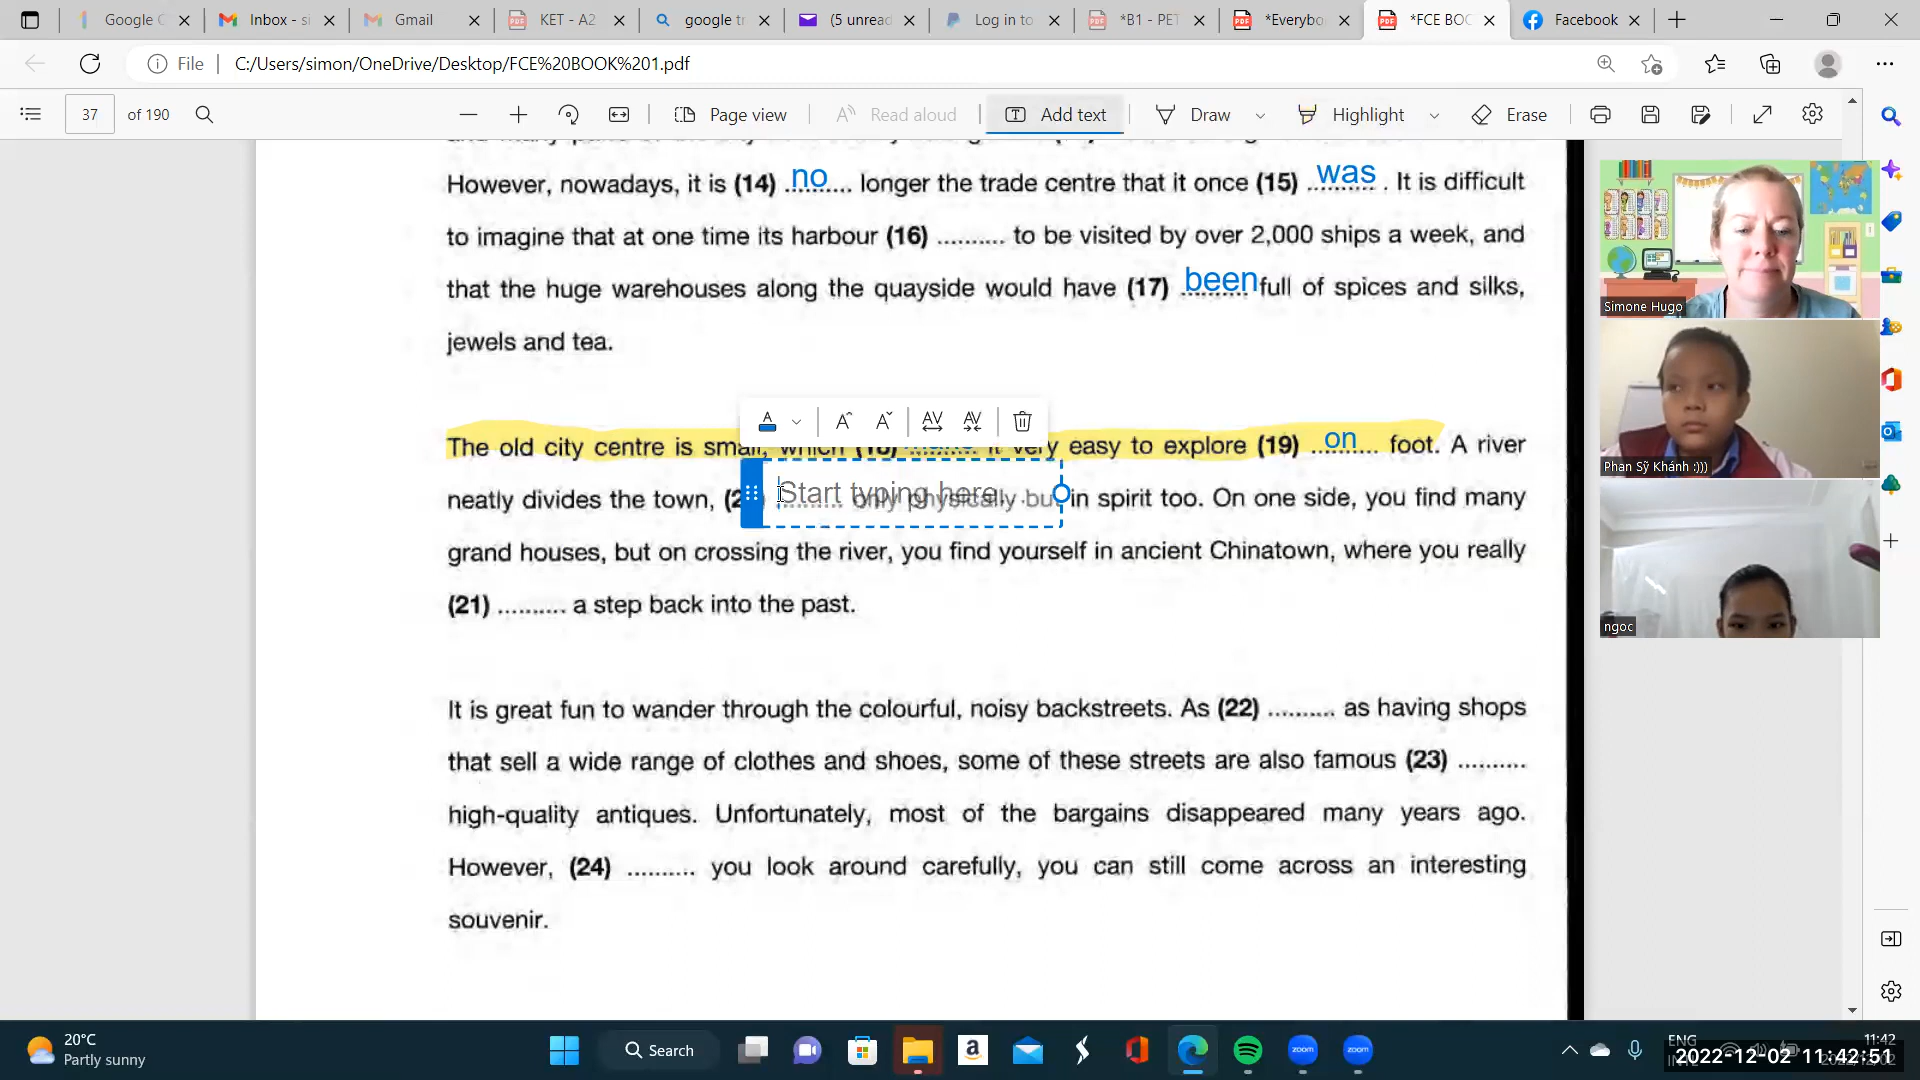 Google C
Inbox - si
Gmail
KET - A2
google tr
(5 unread
Log in to
*B1 - PET
*Everybo
*FCE BOO
Facebook
File
C:/Users/simon/OneDrive/Desktop/FCE%20BOOK%201.pdf
37
of 190
Page view
Read aloud
Add text
Draw
Highlight
Erase
However, nowadays, it is (14) no longer the trade centre that it once (15) was. It is difficult
to imagine that at one time its harbour (16) .......... to be visited by over 2,000 ships a week, and
that the huge warehouses along the quayside would have (17) been full of spices and silks,
jewels and tea.
The old city centre is small, which (18) it very easy to explore (19) on foot. A river
neatly divides the town, only physically but in spirit too. On one side, you find many
Start typing here.
grand houses, but on crossing the river, you find yourself in ancient Chinatown, where you really
(21) .......... a step back into the past.
It is great fun to wander through the colourful, noisy backstreets. As (22) .......... as having shops
that sell a wide range of clothes and shoes, some of these streets are also famous (23) ..........
high-quality antiques. Unfortunately, most of the bargains disappeared many years ago.
However, (24) .......... you look around carefully, you can still come across an interesting
souvenir.
Simone Hugo
Phan Sỹ Khánh :)))
ngoc
20°C
Partly sunny
Search
ENG
11:42
2022-12-02 11:42:51